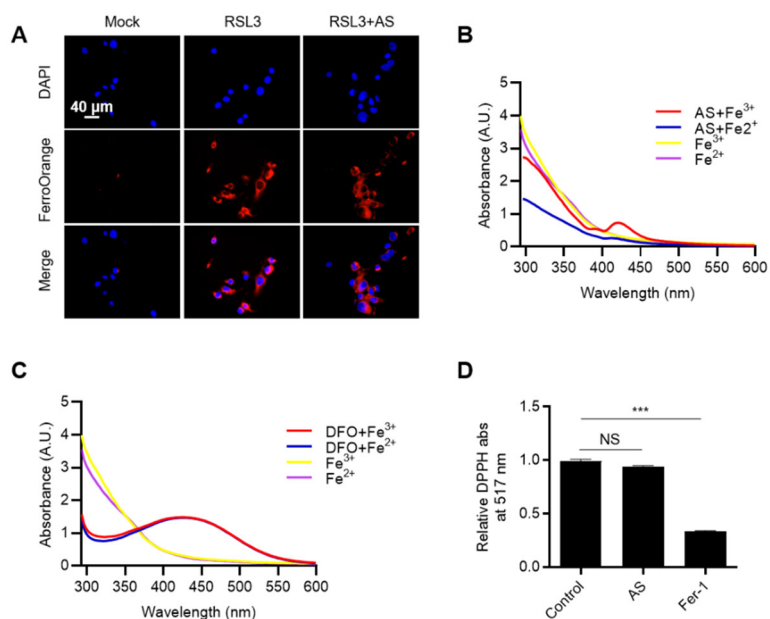 A
Mock
RSL3
RSL3+AS
DAPI
40 µm
FerroOrange
Merge
B
Absorbance (A.U.)
5
4
3
2
1
0
300
350
400
450
500
550
600
Wavelength (nm)
AS+Fe³⁺
AS+Fe2⁺
Fe³⁺
Fe²⁺
C
Absorbance (A.U.)
5
4
3
2
1
0
300
350
400
450
500
550
600
Wavelength (nm)
DFO+Fe³⁺
DFO+Fe²⁺
Fe³⁺
Fe²⁺
D
Relative DPPH abs
at 517 nm
1.5
1.0
0.5
0.0
***
NS
Control
AS
Fer-1